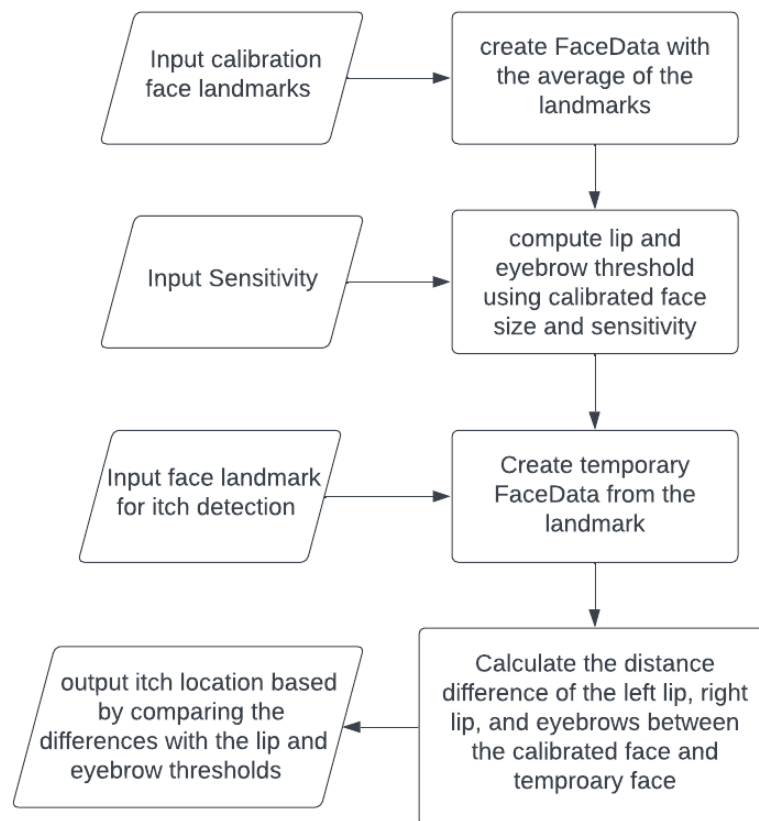 Input calibration
face landmarks
create FaceData with
the average of the
landmarks
Input Sensitivity
compute lip and
eyebrow threshold
using calibrated face
size and sensitivity
Input face landmark
for itch detection
Create temporary
FaceData from the
landmark
Calculate the distance
difference of the left lip, right
lip, and eyebrows between
the calibrated face and
temproary face
output itch location based
by comparing the
differences with the lip and
eyebrow thresholds